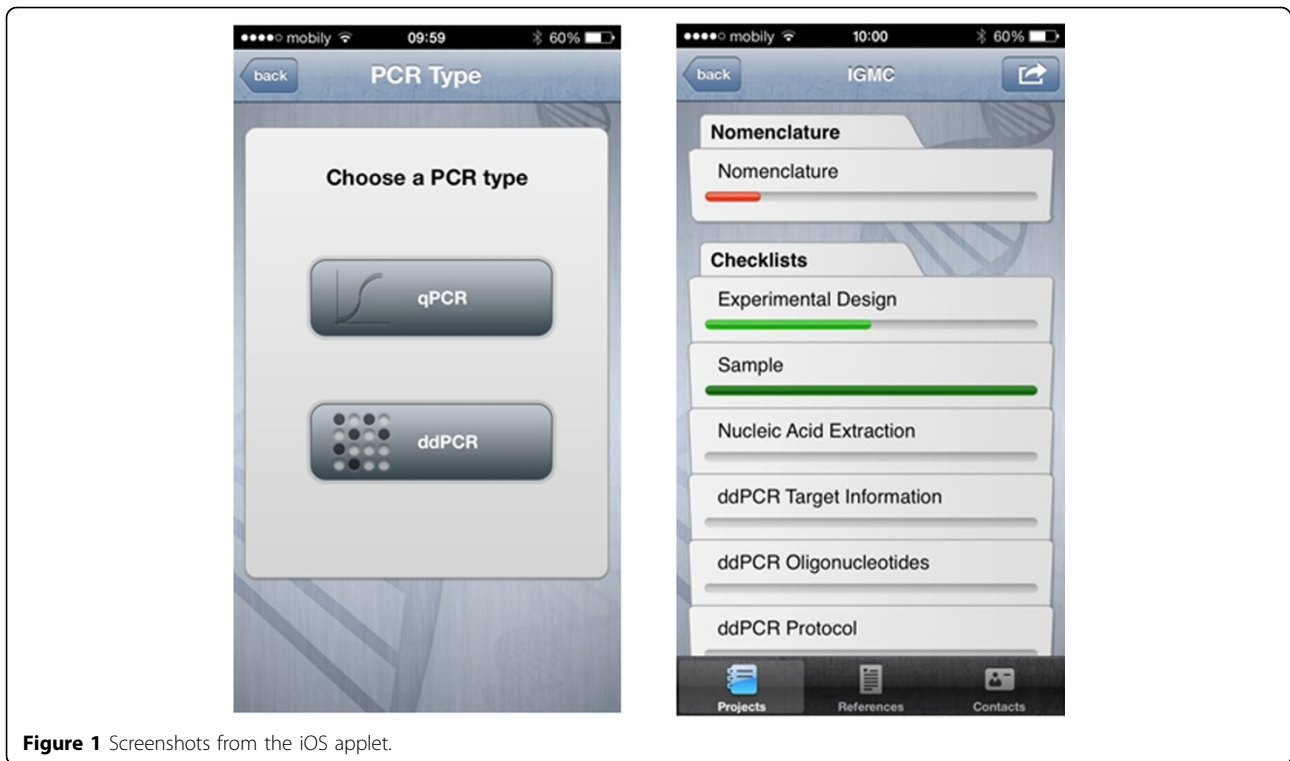 mobily 09:59 60%
back PCR Type
Choose a PCR type
qPCR
ddPCR
mobily 10:00 60%
back iGMC
Nomenclature
Nomenclature
Checklists
Experimental Design
Sample
Nucleic Acid Extraction
ddPCR Target Information
ddPCR Oligonucleotides
ddPCR Protocol
Projects References Contacts
Figure 1 Screenshots from the iOS applet.